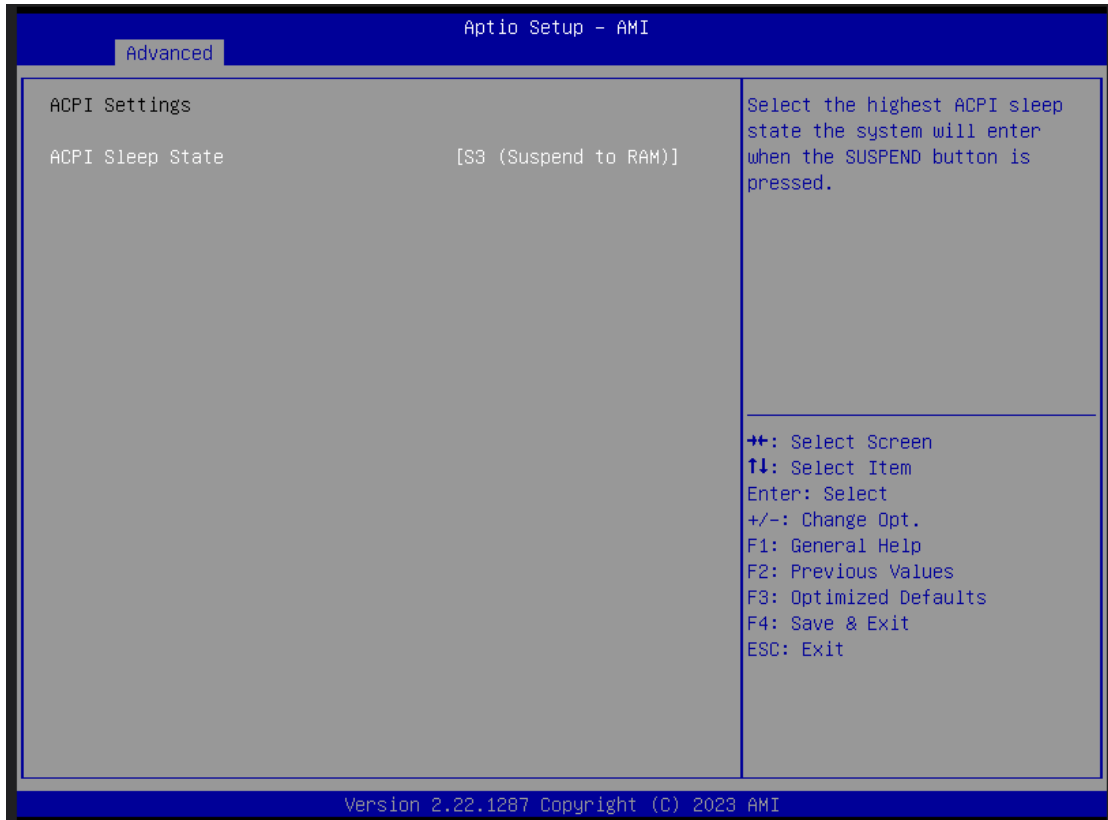 Aptio Setup – AMI
Advanced
ACPI Settings
ACPI Sleep State [S3 (Suspend to RAM)]
Select the highest ACPI sleep
state the system will enter
when the SUSPEND button is
pressed.
→←: Select Screen
↑↓: Select Item
Enter: Select
+/-: Change Opt.
F1: General Help
F2: Previous Values
F3: Optimized Defaults
F4: Save & Exit
ESC: Exit
Version 2.22.1287 Copyright (C) 2023 AMI